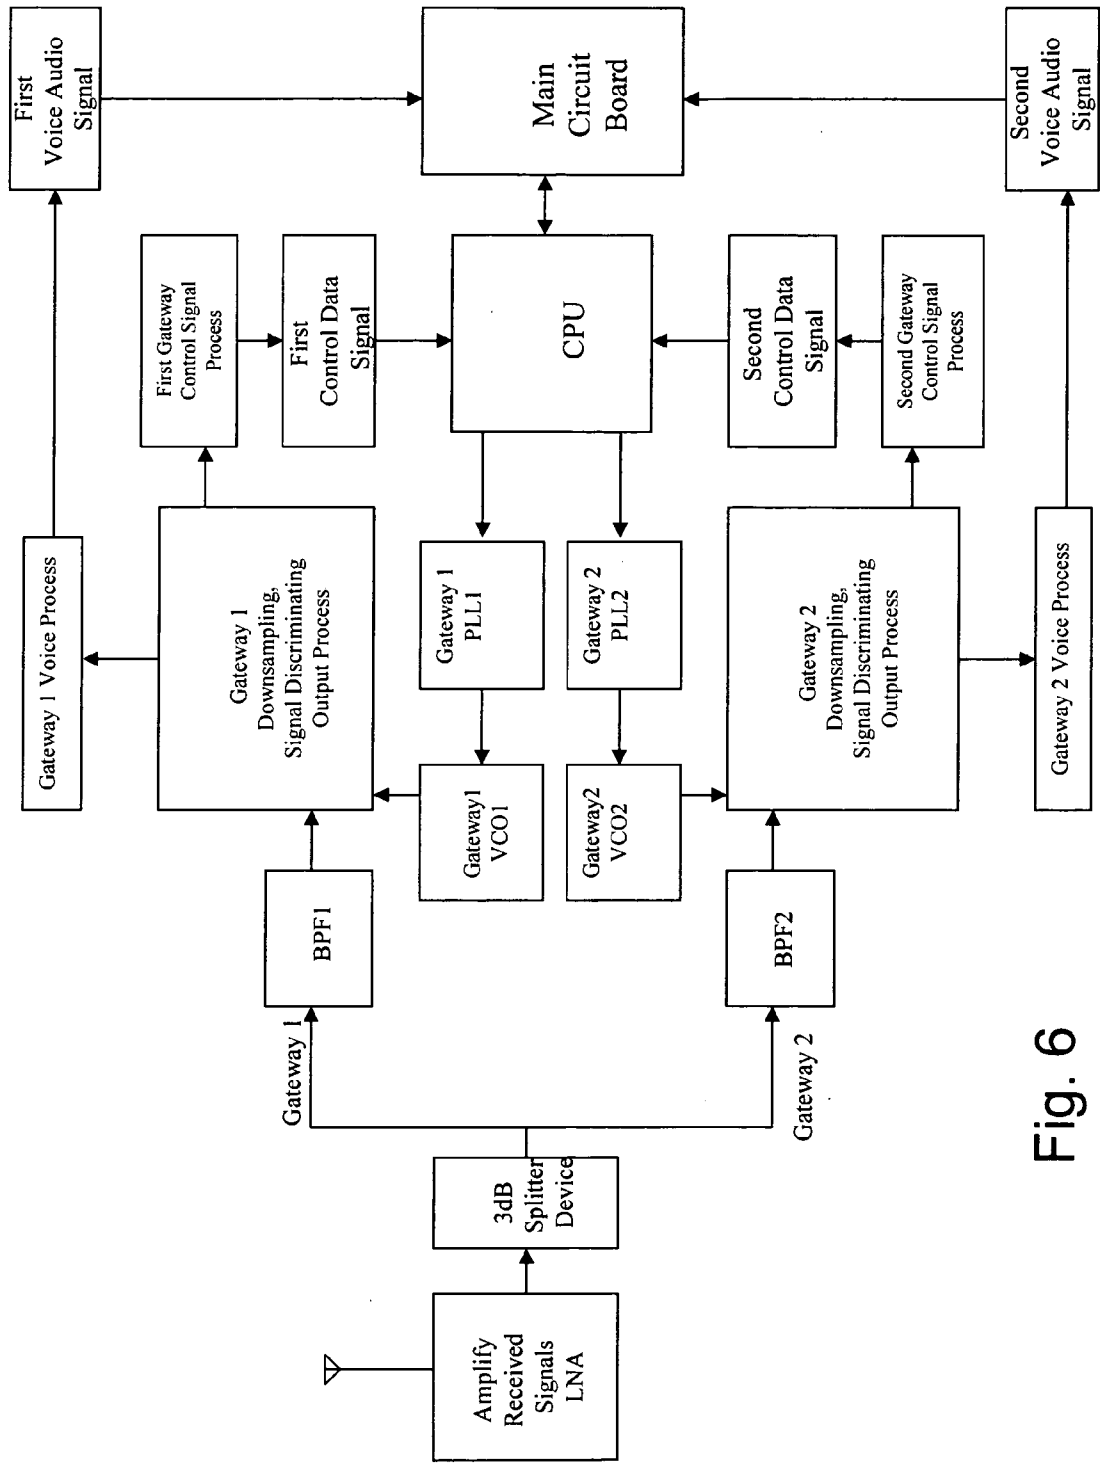 Amplify
Received
Signals
LNA
3dB
Splitter
Device
Gateway 1
Gateway 2
BPF1
BPF2
Gateway1
VCO1
Gateway2
VCO2
Gateway 1 Voice Process
Gateway 1
Downsampling,
Signal Discriminating
Output Process
Gateway 1
PLL1
Gateway 2
PLL2
Gateway 2
Downsampling,
Signal Discriminating
Output Process
Gateway 2 Voice Process
First Gateway
Control Signal
Process
First
Control Data
Signal
CPU
Second
Control Data
Signal
Second Gateway
Control Signal
Process
First
Voice Audio
Signal
Main
Circuit
Board
Second
Voice Audio
Signal
Fig. 6